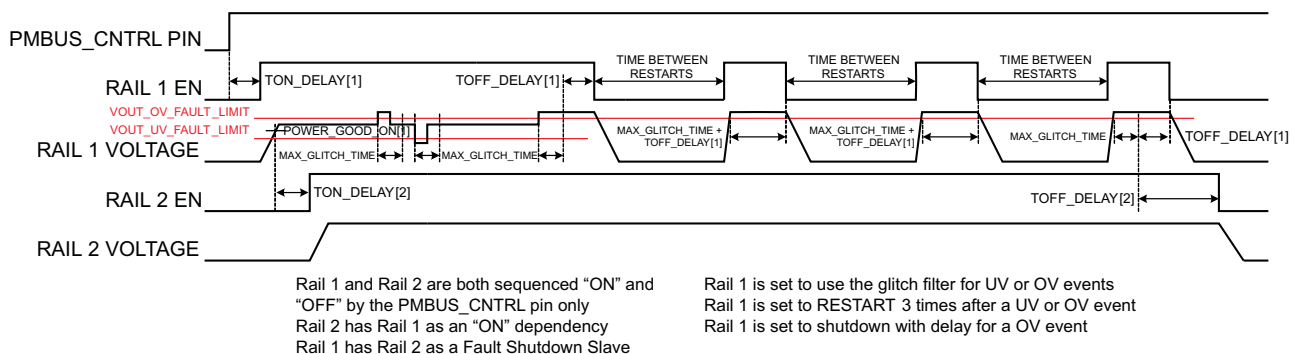 PMBUS_CNTRL PIN
TIME BETWEEN
RESTARTS
TIME BETWEEN
RESTARTS
TIME BETWEEN
RESTARTS
RAIL 1 EN
TON_DELAY[1]
TOFF_DELAY[1]
VOUT_OV_FAULT_LIMIT
VOUT_UV_FAULT_LIMIT
POWER_GOOD_ON[1]
RAIL 1 VOLTAGE
MAX_GLITCH_TIME
MAX_GLITCH_TIME
MAX_GLITCH_TIME +
TOFF_DELAY[1]
MAX_GLITCH_TIME +
TOFF_DELAY[1]
MAX_GLITCH_TIME
TOFF_DELAY[1]
RAIL 2 EN
TON_DELAY[2]
TOFF_DELAY[2]
RAIL 2 VOLTAGE
Rail 1 and Rail 2 are both sequenced “ON” and
“OFF” by the PMBUS_CNTRL pin only
Rail 2 has Rail 1 as an “ON” dependency
Rail 1 has Rail 2 as a Fault Shutdown Slave
Rail 1 is set to use the glitch filter for UV or OV events
Rail 1 is set to RESTART 3 times after a UV or OV event
Rail 1 is set to shutdown with delay for a OV event